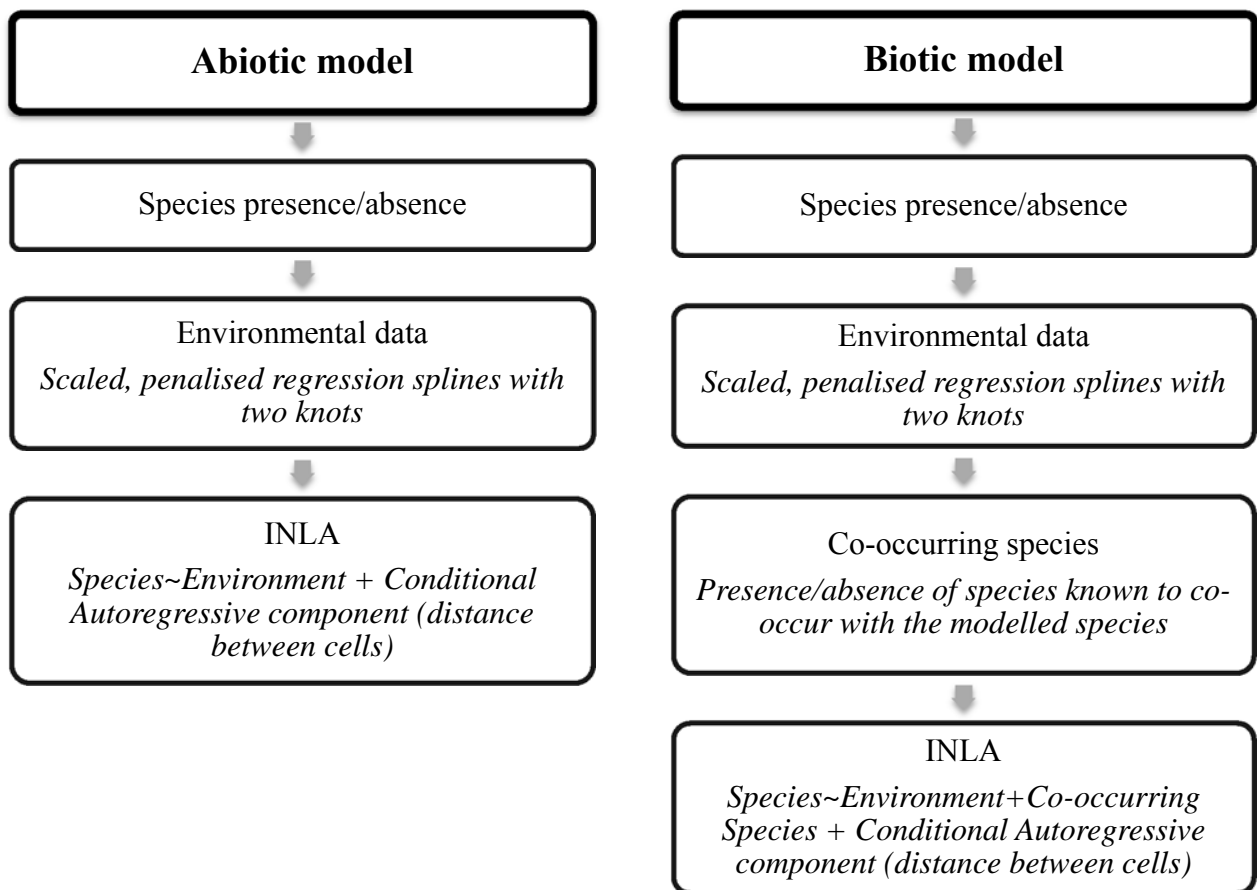 Abiotic model
Species presence/absence
Environmental data
Scaled, penalised regression splines with
two knots
INLA
Species~Environment + Conditional
Autoregressive component (distance
between cells)
Biotic model
Species presence/absence
Environmental data
Scaled, penalised regression splines with
two knots
Co-occurring species
Presence/absence of species known to co-
occur with the modelled species
INLA
Species~Environment+Co-occurring
Species + Conditional Autoregressive
component (distance between cells)